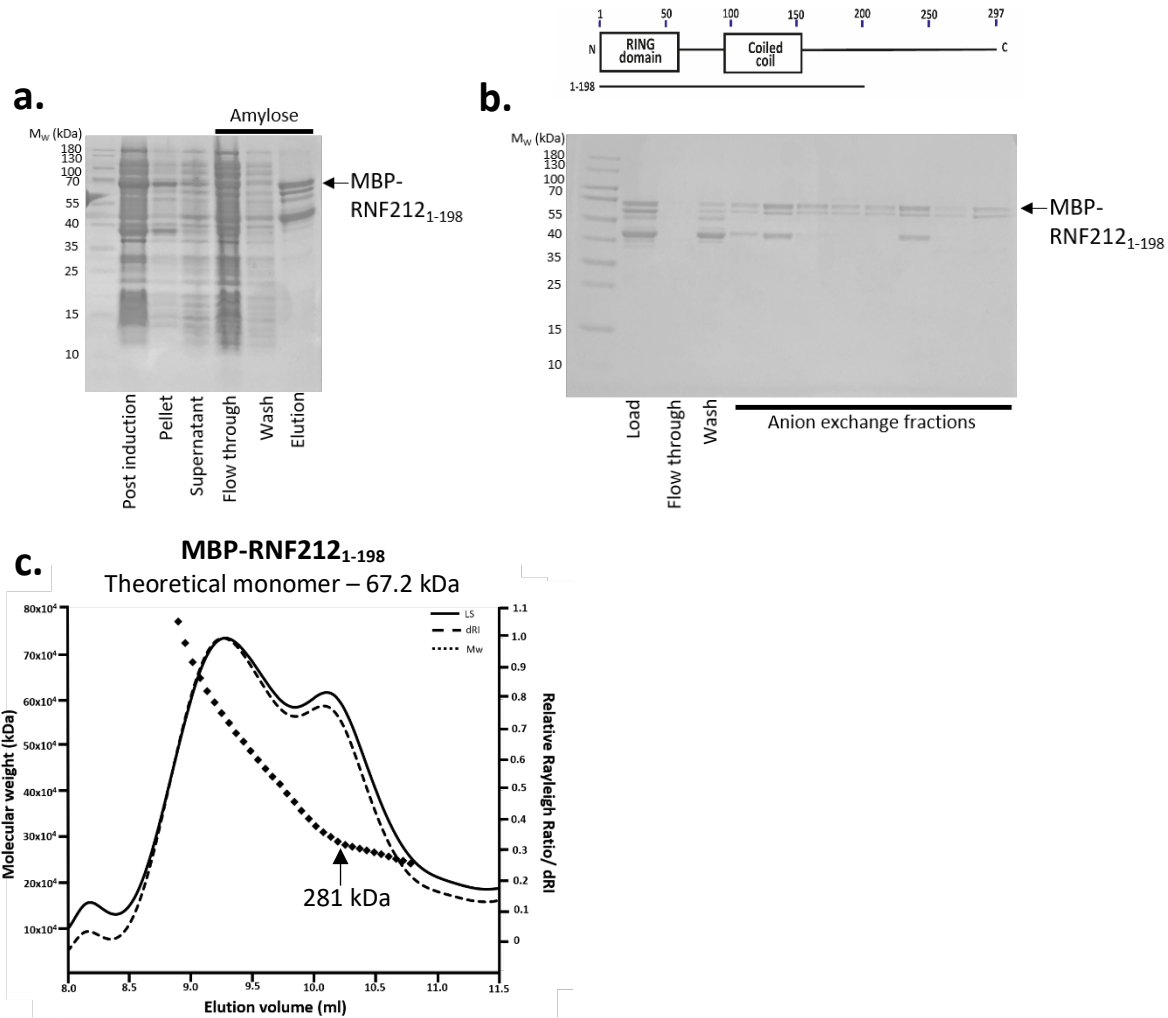 1 50 100 150 250 297
N RING domain Coiled coil C
1-198
a.
Amylose
Mw (kDa)
180
130
100
70
55
40
35
25
15
10
MBP-
RNF212₁₋₁₉₈
Post induction
Pellet
Supernatant
Flow through
Wash
Elution
b.
Mw (kDa)
180
130
100
70
55
40
35
25
15
10
MBP-
RNF212₁₋₁₉₈
Load
Flow through
Wash
Anion exchange fractions
c.
MBP-RNF212₁₋₁₉₈
Theoretical monomer – 67.2 kDa
Molecular weight (kDa)
80x10⁴
70x10⁴
60x10⁴
50x10⁴
40x10⁴
30x10⁴
20x10⁴
10x10⁴
LS
dRI
Mw
281 kDa
1.1
1.0
0.9
0.8
0.7
0.6
0.5
0.4
0.3
0.2
0.1
0
Relative Rayleigh Ratio/ dRI
8.0 8.5 9.0 9.5 10.0 10.5 11.0 11.5
Elution volume (ml)